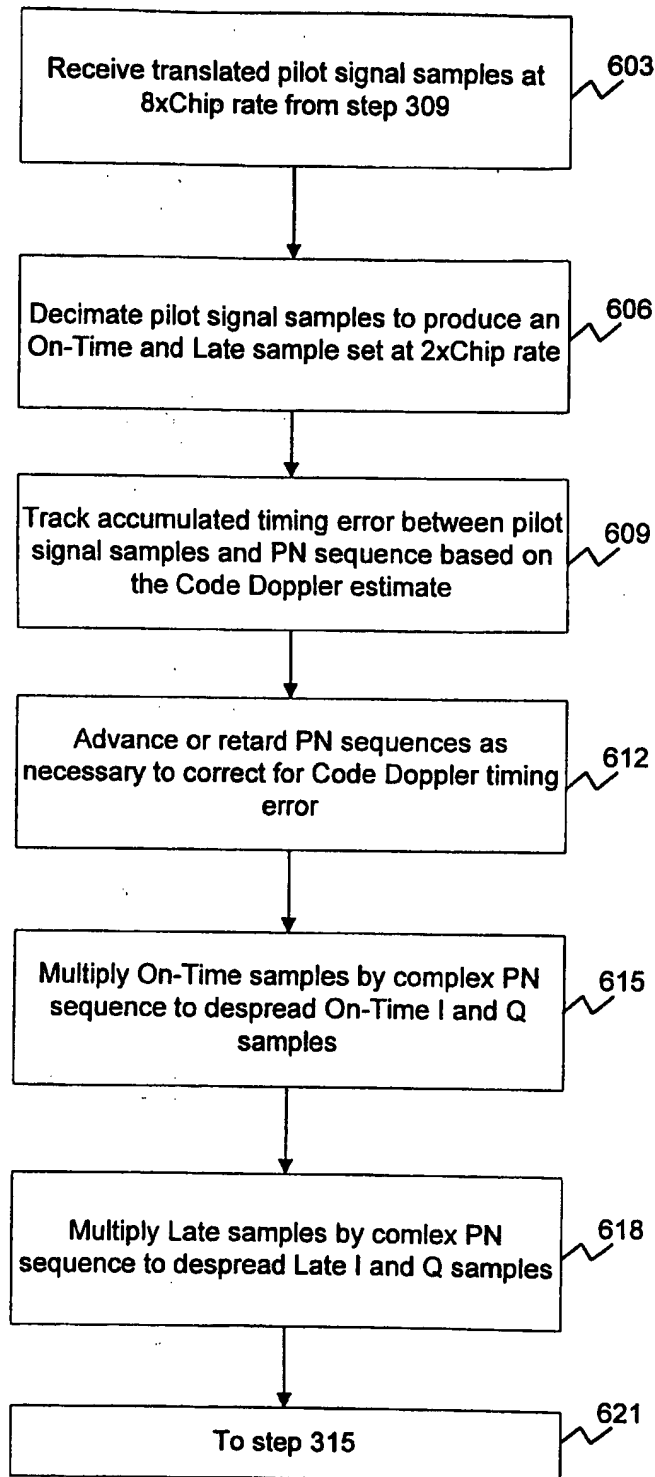 Receive translated pilot signal samples at
8xChip rate from step 309
603
Decimate pilot signal samples to produce an
On-Time and Late sample set at 2xChip rate
606
Track accumulated timing error between pilot
signal samples and PN sequence based on
the Code Doppler estimate
609
Advance or retard PN sequences as
necessary to correct for Code Doppler timing
error
612
Multiply On-Time samples by complex PN
sequence to despread On-Time I and Q
samples
615
Multiply Late samples by comlex PN
sequence to despread Late I and Q samples
618
To step 315
621